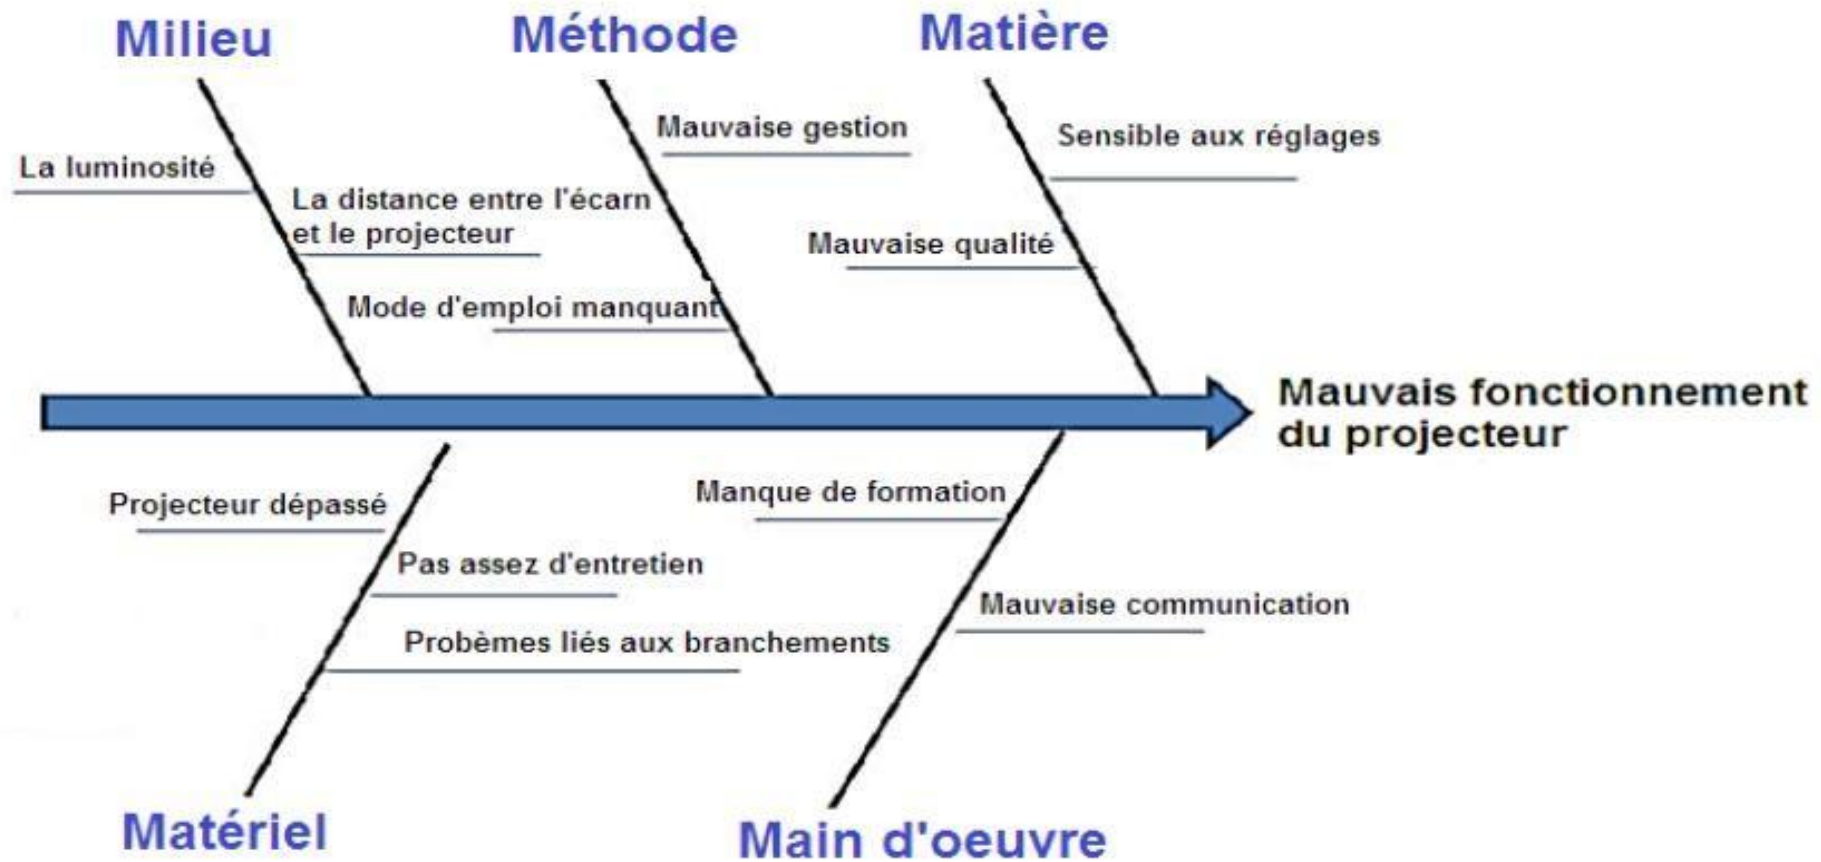 Milieu
Méthode
Matière
Mauvaise gestion
Sensible aux réglages
La luminosité
La distance entre l'écarn
et le projecteur
Mauvaise qualité
Mode d'emploi manquant
Mauvais fonctionnement
du projecteur
Projecteur dépassé
Manque de formation
Pas assez d'entretien
Mauvaise communication
Probèmes liés aux branchements
Matériel
Main d'oeuvre